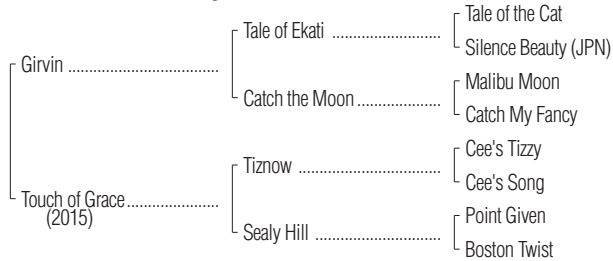 Tale of the Cat
Tale of Ekati ...........................
Silence Beauty (JPN)
Girvin .....................................
Malibu Moon
Catch the Moon ....................
Catch My Fancy
Cee's Tizzy
Tiznow ...................................
Cee's Song
Touch of Grace ......................
(2015)
Point Given
Sealy Hill ...............................
Boston Twist